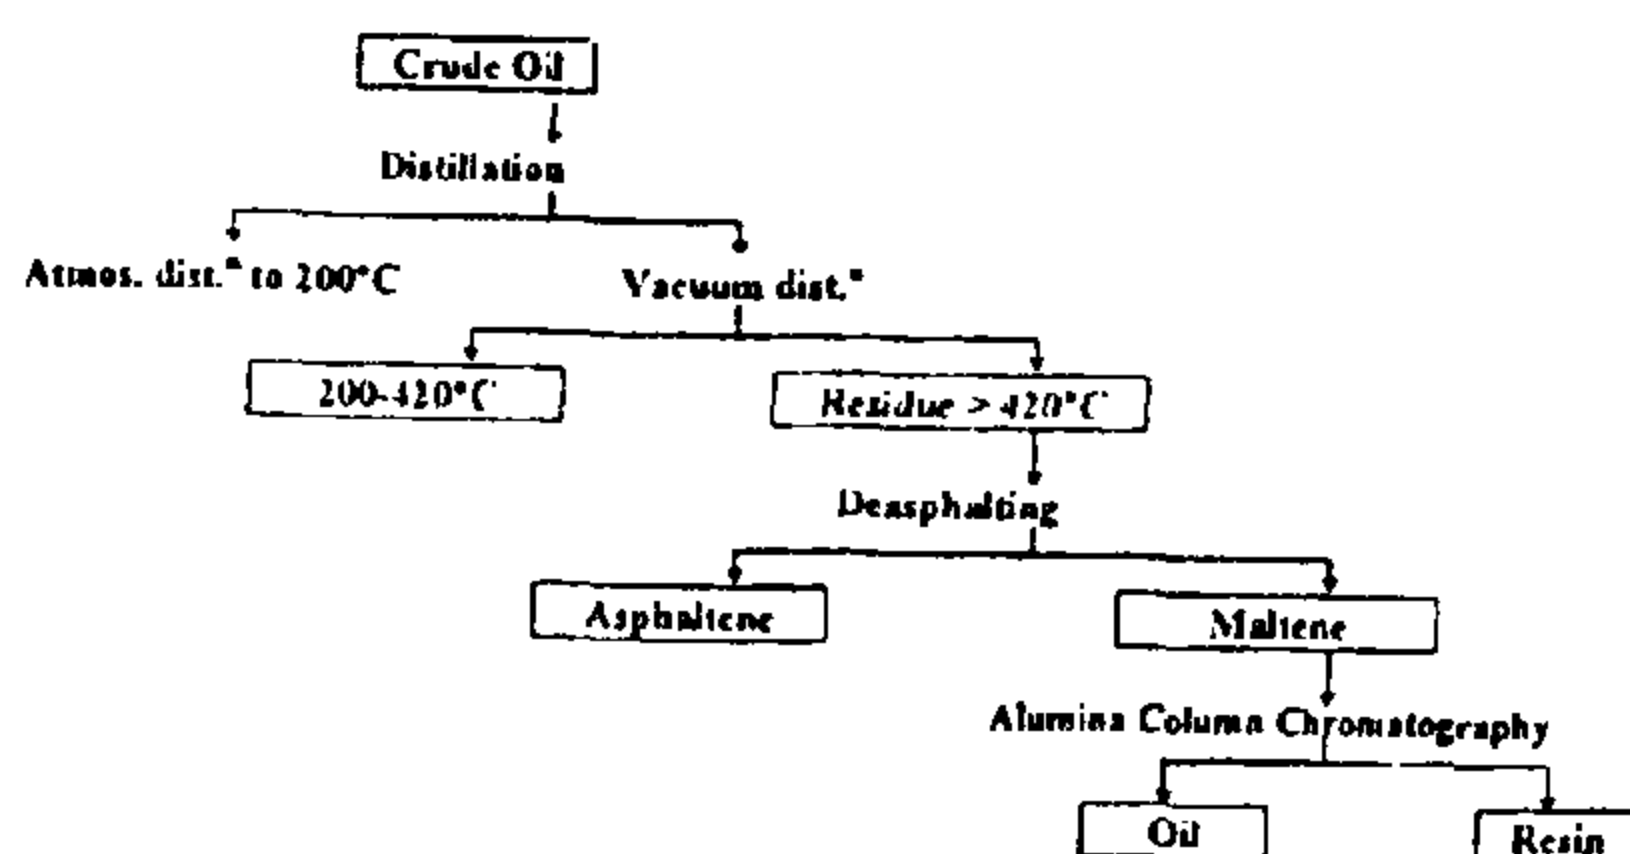 Crude Oil
Distillation
Atmos. dist.* to 200°C
Vacuum dist.*
200-420°C
Residue > 420°C
Deasphalting
Asphaltene
Maltene
Alumina Column Chromatography
Oil
Resin